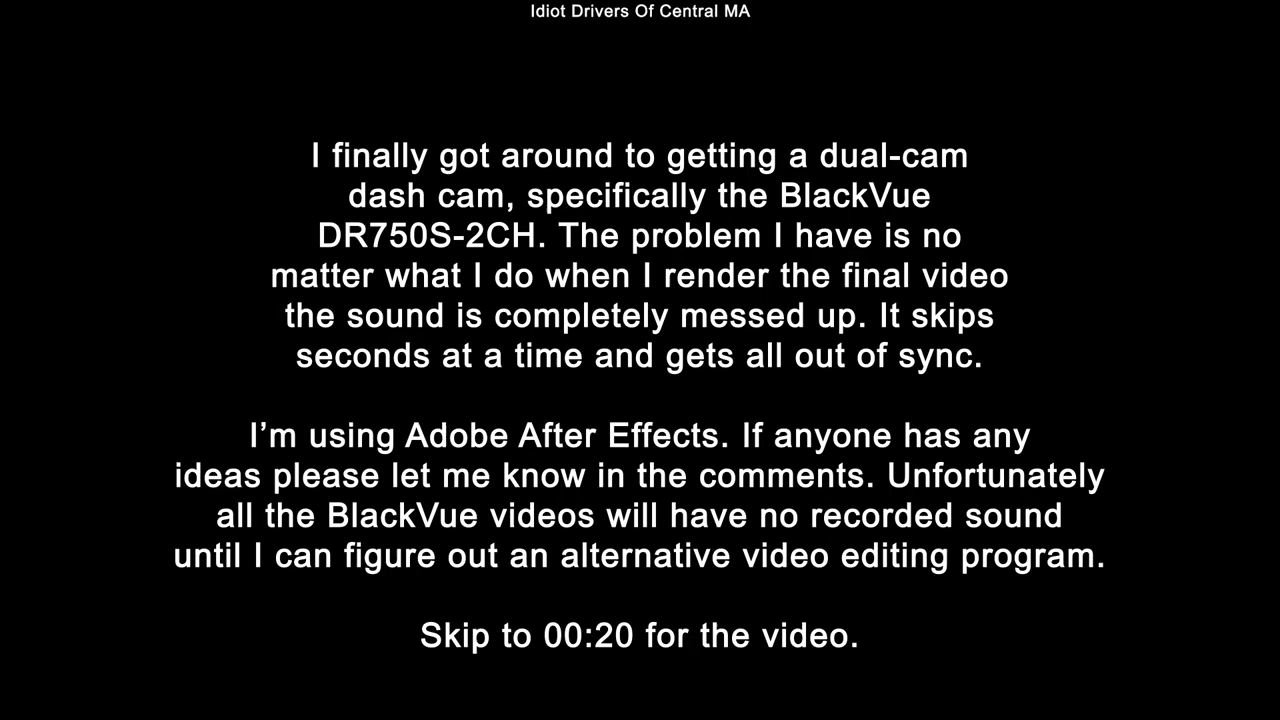 Idiot Drivers Of Central MA
I finally got around to getting a dual-cam
dash cam, specifically the BlackVue
DR750S-2CH. The problem I have is no
matter what I do when I render the final video
the sound is completely messed up. It skips
seconds at a time and gets all out of sync.
I’m using Adobe After Effects. If anyone has any
ideas please let me know in the comments. Unfortunately
all the BlackVue videos will have no recorded sound
until I can figure out an alternative video editing program.
Skip to 00:20 for the video.